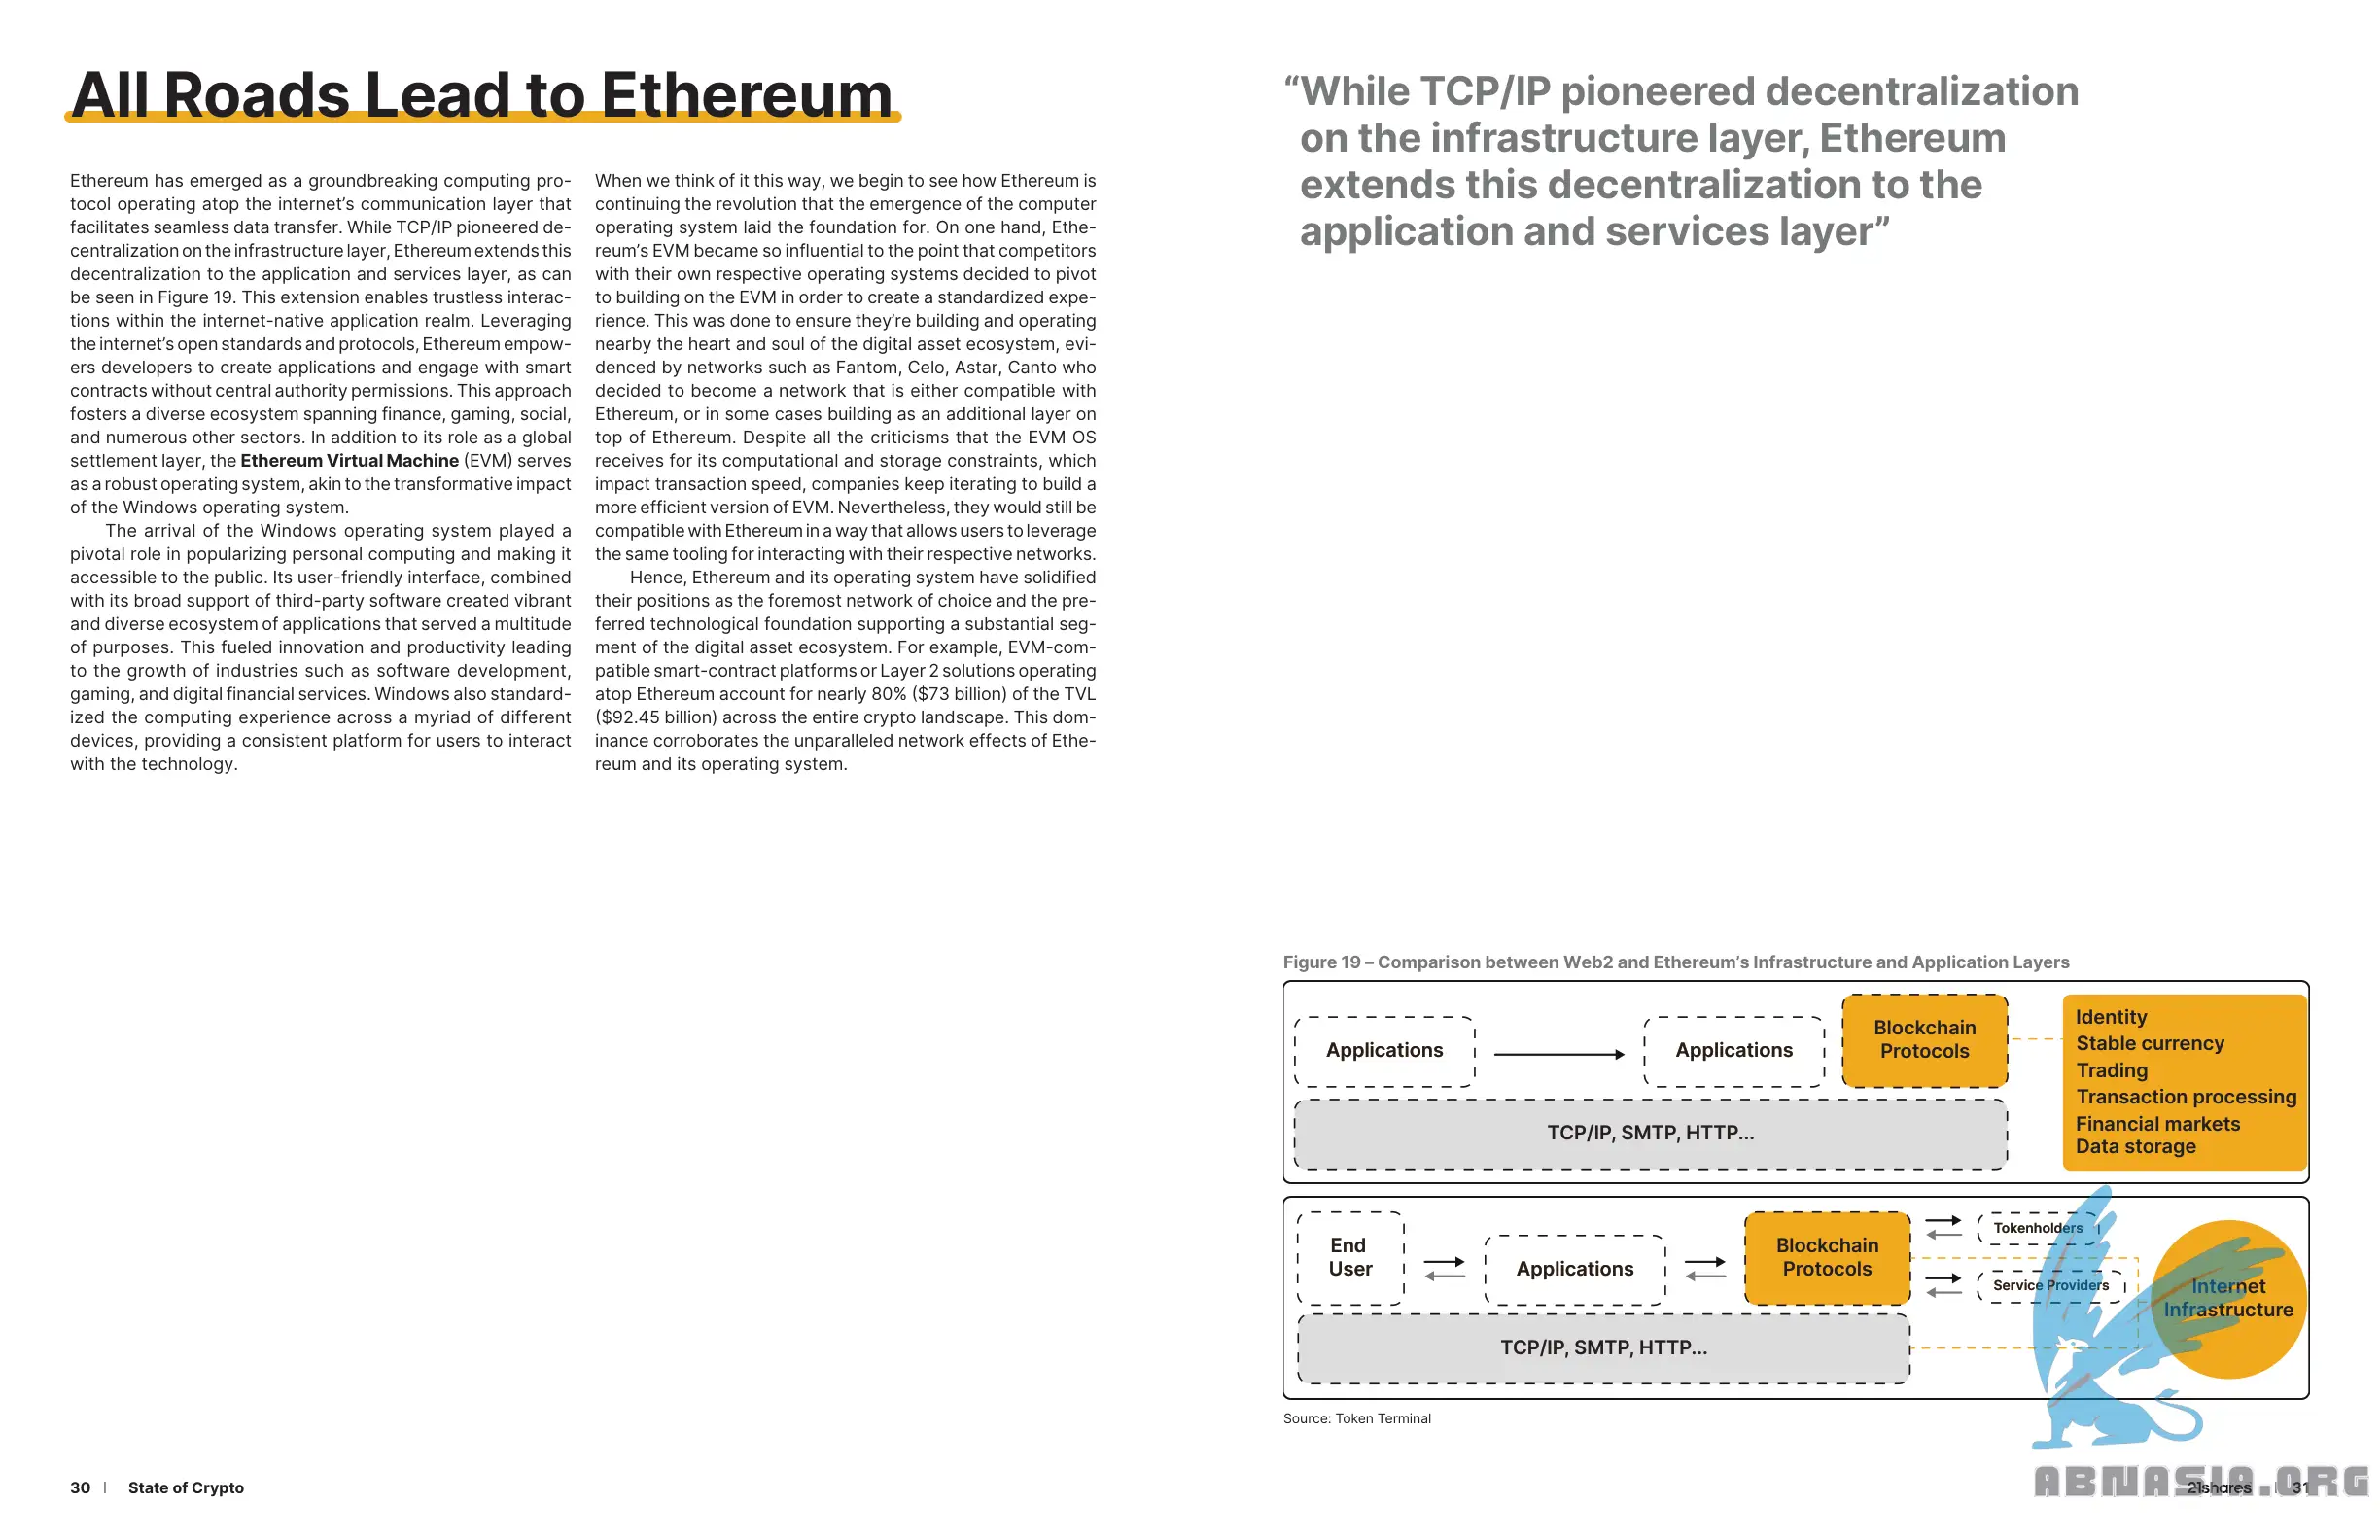 All Roads Lead to Ethereum
Ethereum has emerged as a groundbreaking computing pro-
tocol operating atop the internet’s communication layer that
facilitates seamless data transfer. While TCP/IP pioneered de-
centralization on the infrastructure layer, Ethereum extends this
decentralization to the application and services layer, as can
be seen in Figure 19. This extension enables trustless interac-
tions within the internet-native application realm. Leveraging
the internet’s open standards and protocols, Ethereum empow-
ers developers to create applications and engage with smart
contracts without central authority permissions. This approach
fosters a diverse ecosystem spanning finance, gaming, social,
and numerous other sectors. In addition to its role as a global
settlement layer, the Ethereum Virtual Machine (EVM) serves
as a robust operating system, akin to the transformative impact
of the Windows operating system.
The arrival of the Windows operating system played a
pivotal role in popularizing personal computing and making it
accessible to the public. Its user-friendly interface, combined
with its broad support of third-party software created vibrant
and diverse ecosystem of applications that served a multitude
of purposes. This fueled innovation and productivity leading
to the growth of industries such as software development,
gaming, and digital financial services. Windows also standard-
ized the computing experience across a myriad of different
devices, providing a consistent platform for users to interact
with the technology.
When we think of it this way, we begin to see how Ethereum is
continuing the revolution that the emergence of the computer
operating system laid the foundation for. On one hand, Ethe-
reum’s EVM became so influential to the point that competitors
with their own respective operating systems decided to pivot
to building on the EVM in order to create a standardized expe-
rience. This was done to ensure they’re building and operating
nearby the heart and soul of the digital asset ecosystem, evi-
denced by networks such as Fantom, Celo, Astar, Canto who
decided to become a network that is either compatible with
Ethereum, or in some cases building as an additional layer on
top of Ethereum. Despite all the criticisms that the EVM OS
receives for its computational and storage constraints, which
impact transaction speed, companies keep iterating to build a
more efficient version of EVM. Nevertheless, they would still be
compatible with Ethereum in a way that allows users to leverage
the same tooling for interacting with their respective networks.
Hence, Ethereum and its operating system have solidified
their positions as the foremost network of choice and the pre-
ferred technological foundation supporting a substantial seg-
ment of the digital asset ecosystem. For example, EVM-com-
patible smart-contract platforms or Layer 2 solutions operating
atop Ethereum account for nearly 80% ($73 billion) of the TVL
($92.45 billion) across the entire crypto landscape. This dom-
inance corroborates the unparalleled network effects of Ethe-
reum and its operating system.
30 | State of Crypto
“While TCP/IP pioneered decentralization
on the infrastructure layer, Ethereum
extends this decentralization to the
application and services layer”
Figure 19 – Comparison between Web2 and Ethereum’s Infrastructure and Application Layers
Applications
Applications
Blockchain
Protocols
TCP/IP, SMTP, HTTP...
Identity
Stable currency
Trading
Transaction processing
Financial markets
Data storage
End
User
Applications
Blockchain
Protocols
Tokenholders
Service Providers
Internet
Infrastructure
TCP/IP, SMTP, HTTP...
Source: Token Terminal
21shares | 31
ABNASIA.ORG